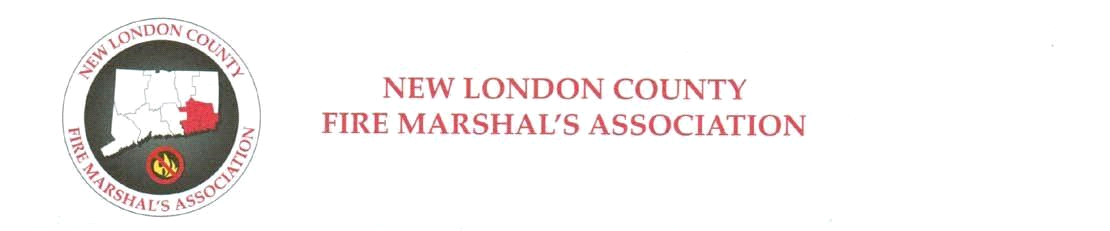 NEW LONDON COUNTY
FIRE MARSHAL'S ASSOCIATION
NEW LONDON COUNTY
FIRE MARSHAL'S ASSOCIATION